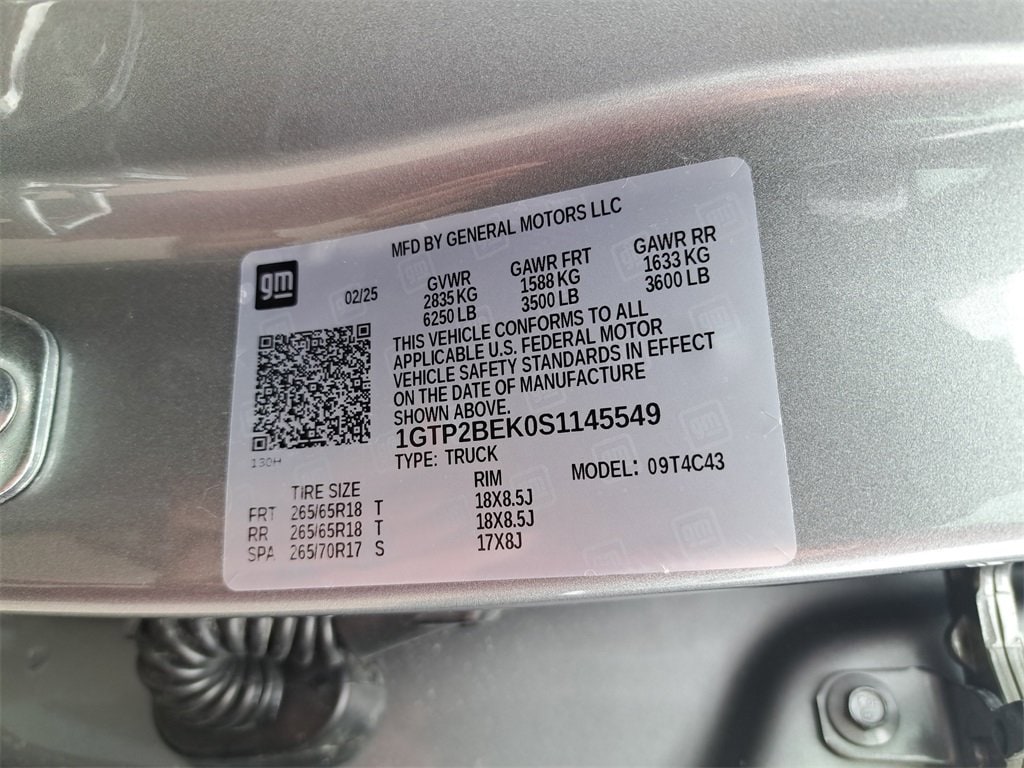 MFD BY GENERAL MOTORS LLC
gm
02/25
GVWR GAWR FRT GAWR RR
2835 KG 1588 KG 1633 KG
6250 LB 3500 LB 3600 LB
THIS VEHICLE CONFORMS TO ALL
APPLICABLE U.S. FEDERAL MOTOR
VEHICLE SAFETY STANDARDS IN EFFECT
ON THE DATE OF MANUFACTURE
SHOWN ABOVE.
1GTP2BEK0S1145549
130H
TYPE: TRUCK MODEL: 09T4C43
TIRE SIZE RIM
FRT 265/65R18 T 18X8.5J
RR 265/65R18 T 18X8.5J
SPA 265/70R17 S 17X8J